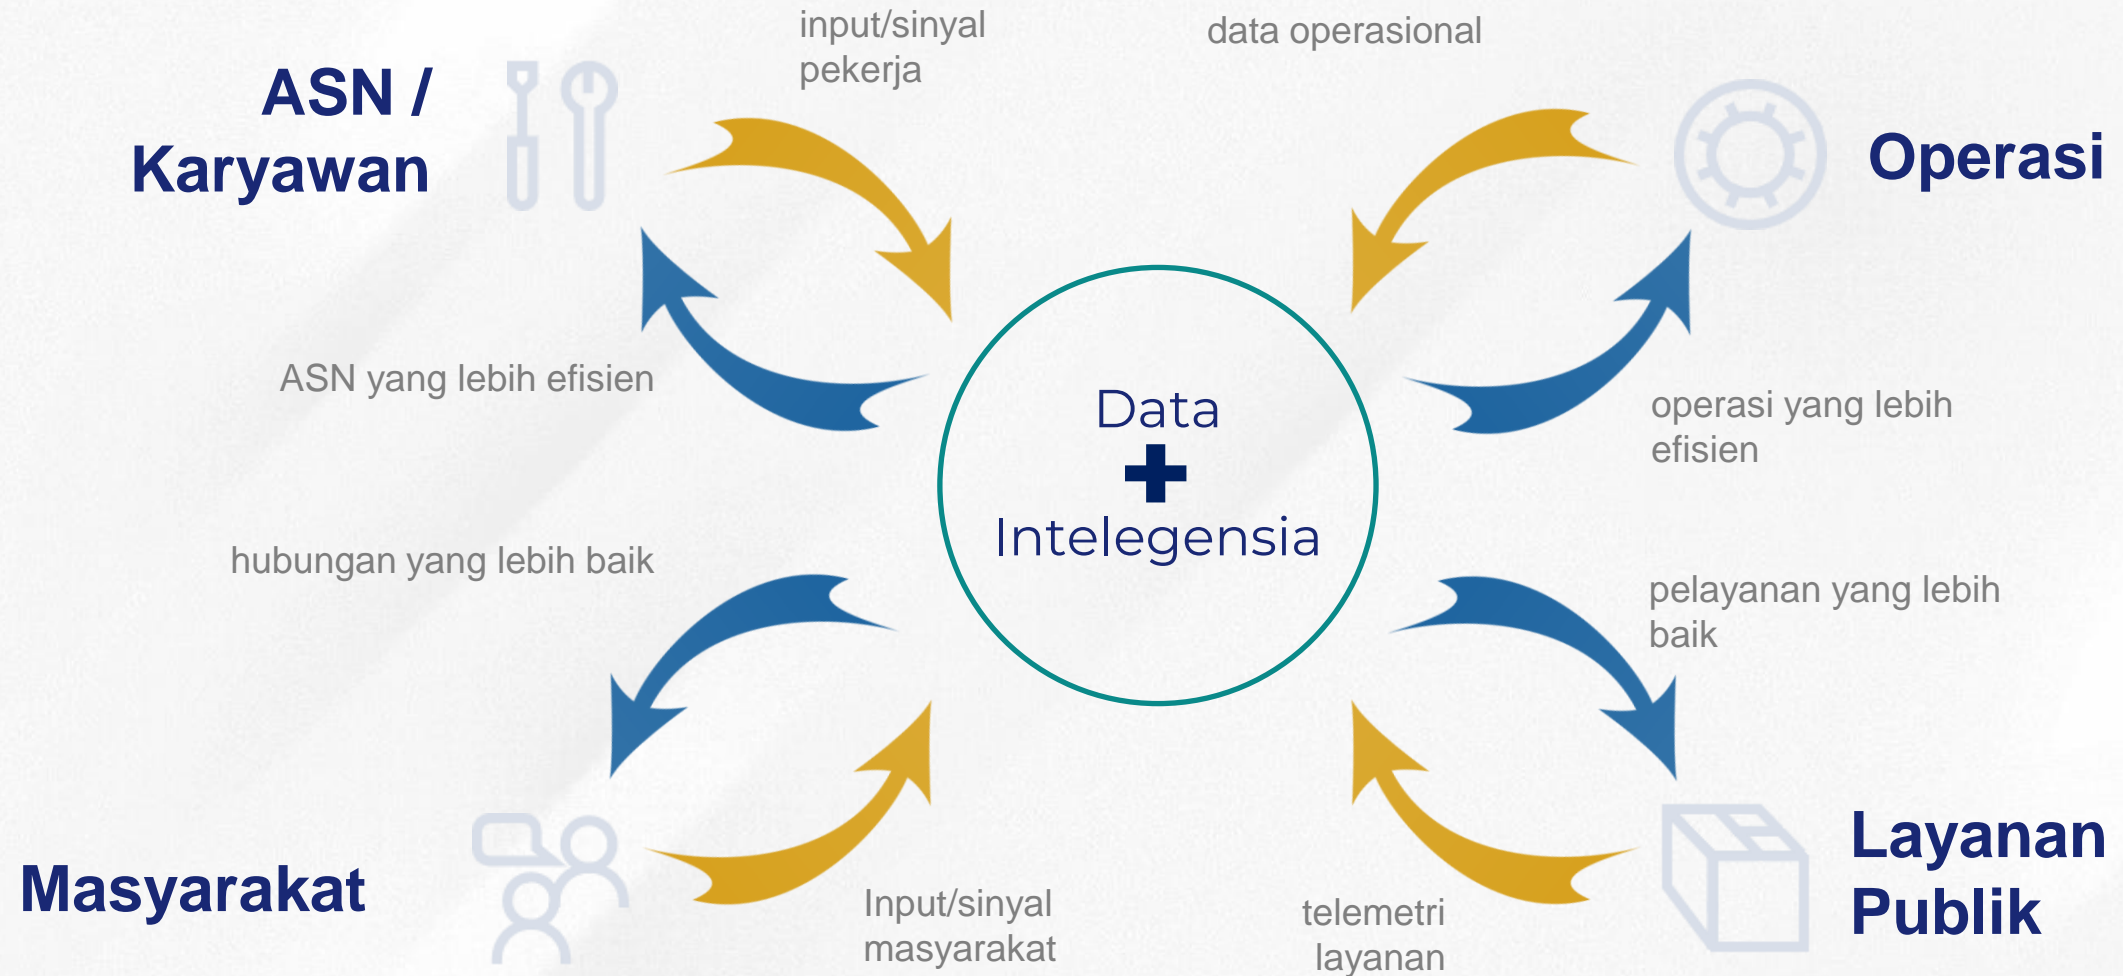 input/sinyal
pekerja
data operasional
ASN /
Karyawan
Operasi
ASN yang lebih efisien
Data
Intelegensia
operasi yang lebih
efisien
hubungan yang lebih baik
pelayanan yang lebih
baik
Masyarakat
Input/sinyal
masyarakat
telemetri
layanan
Layanan
Publik